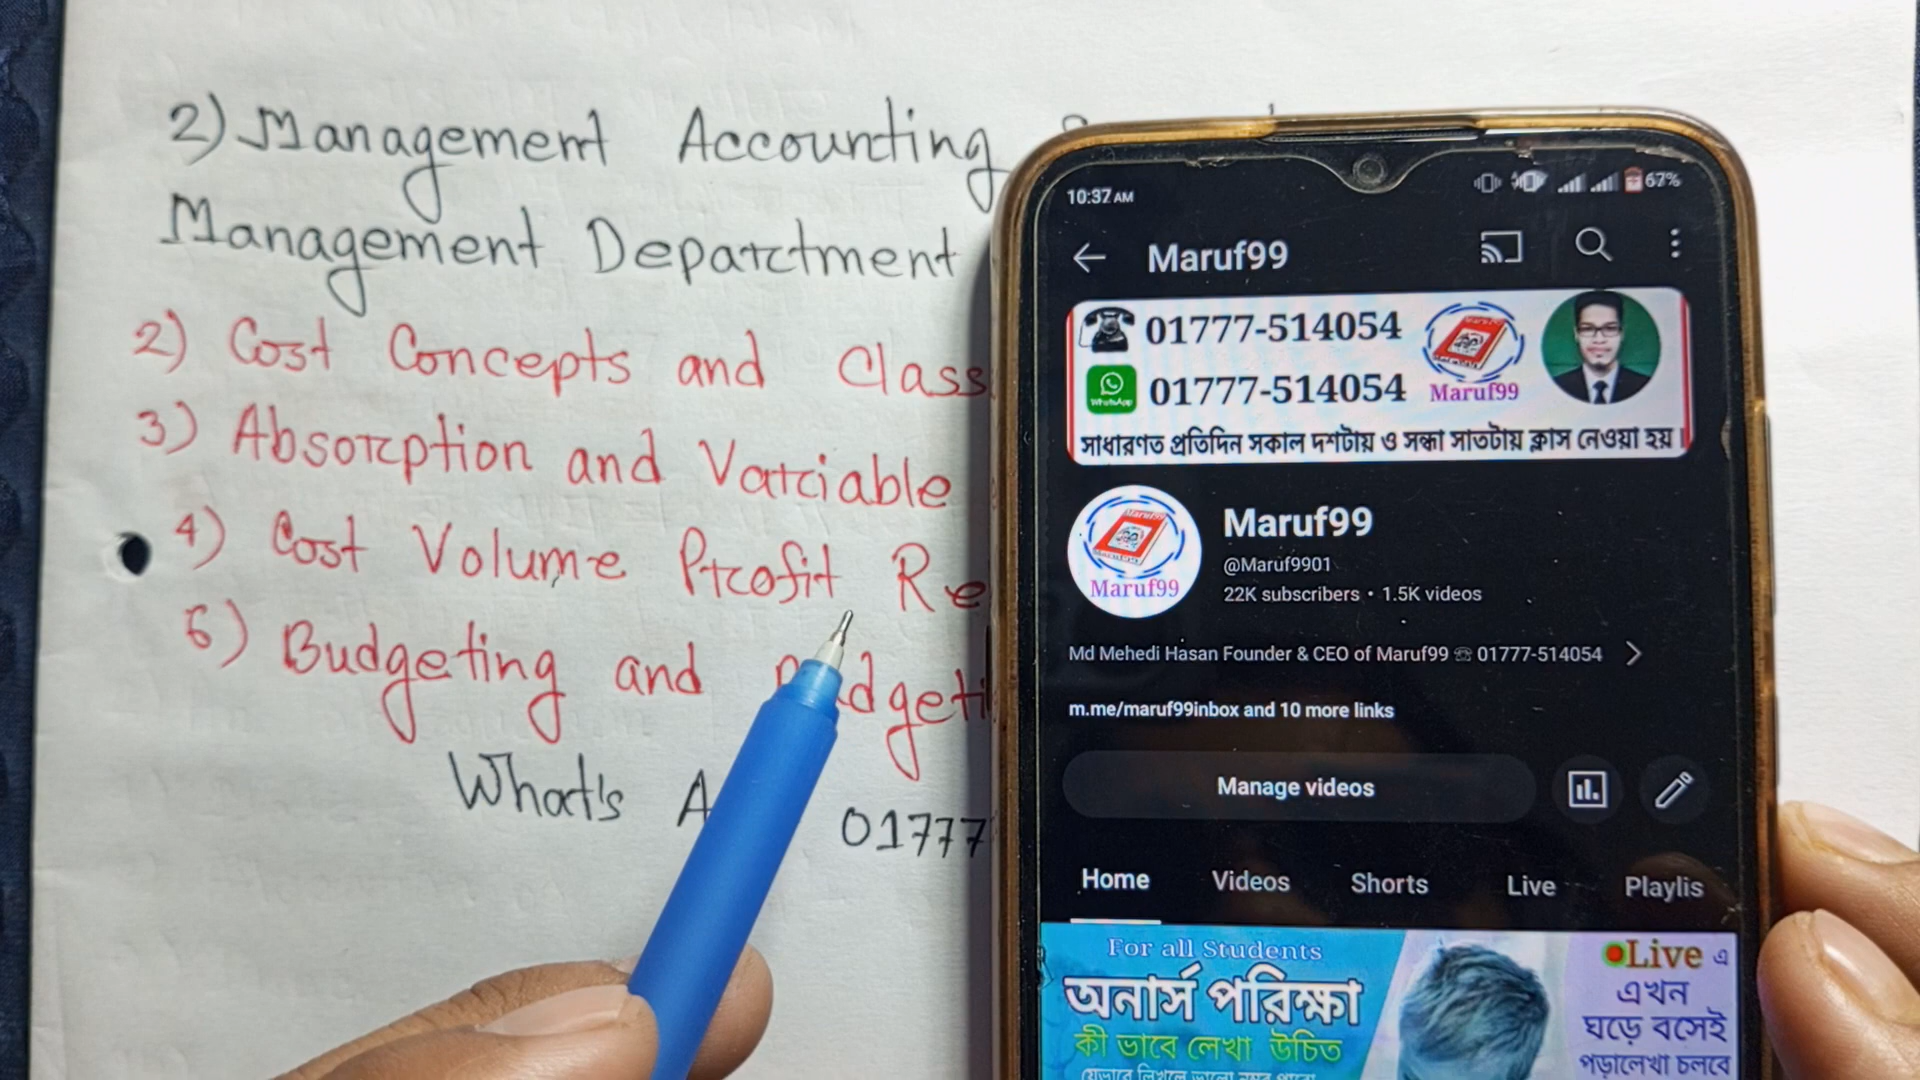 2) Management Accounting
Management Department
2) Cost Concepts and Class
3) Absorption and Variable
4) Cost Volume Profit Re
6) Budgeting and Budgeti
What's A 01777
10:37 AM
67%
Maruf99
01777-514054
WhatsApp
01777-514054
Maruf99
সাধারণত প্রতিদিন সকাল দশটায় ও সন্ধা সাতটায় ক্লাস নেওয়া হয়।
Maruf99
Maruf99
@Maruf9901
22K subscribers • 1.5K videos
Md Mehedi Hasan Founder & CEO of Maruf99 ☎ 01777-514054
m.me/maruf99inbox and 10 more links
Manage videos
Home Videos Shorts Live Playlis
For all Students
অনার্স পরিক্ষা
কী ভাবে লেখা উচিত
Live এ
এখন
ঘড়ে বসেই
পড়ালেখা চলবে